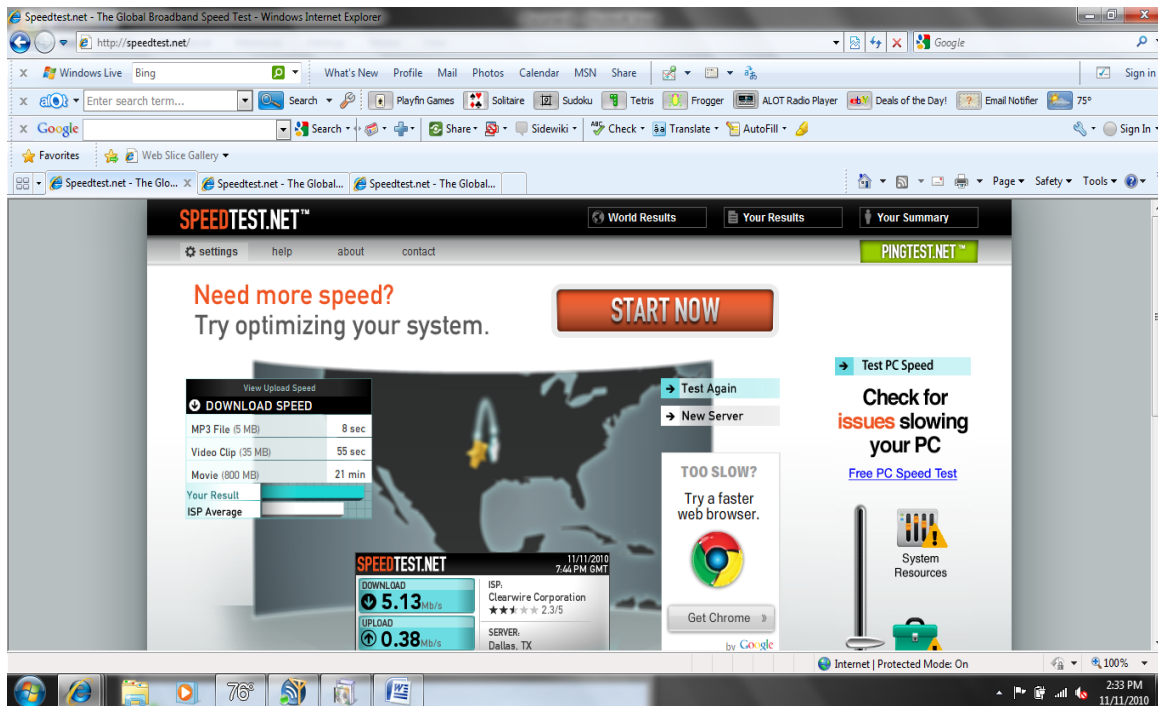 Speedtest.net - The Global Broadband Speed Test - Windows Internet Explorer
http://speedtest.net/
Google
x Windows Live Bing What's New Profile Mail Photos Calendar MSN Share Sign in
x Enter search term... Search Playfin Games Solitaire Sudoku Tetris Frogger ALOT Radio Player Deals of the Day! Email Notifier 75°
x Google Search Share Sidewiki Check Translate AutoFill Sign In
Favorites Web Slice Gallery
Speedtest.net - The Glo... X Speedtest.net - The Global... Speedtest.net - The Global... Page Safety Tools
SPEEDTEST.NET™ World Results Your Results Your Summary
settings help about contact PINGTEST.NET™
Need more speed?
Try optimizing your system.
START NOW
View Upload Speed
DOWNLOAD SPEED
MP3 File (5 MB) 8 sec
Video Clip (35 MB) 55 sec
Movie (800 MB) 21 min
Your Result
ISP Average
SPEEDTEST.NET 11/11/2010
7:44 PM GMT
DOWNLOAD
5.13 Mb/s
UPLOAD
0.38 Mb/s
ISP:
Clearwire Corporation
2.3/5
SERVER:
Dallas, TX
Test Again
New Server
TOO SLOW?
Try a faster
web browser.
Get Chrome »
by Google
Test PC Speed
Check for
issues slowing
your PC
Free PC Speed Test
System
Resources
Internet | Protected Mode: On 100%
76°
2:33 PM
11/11/2010